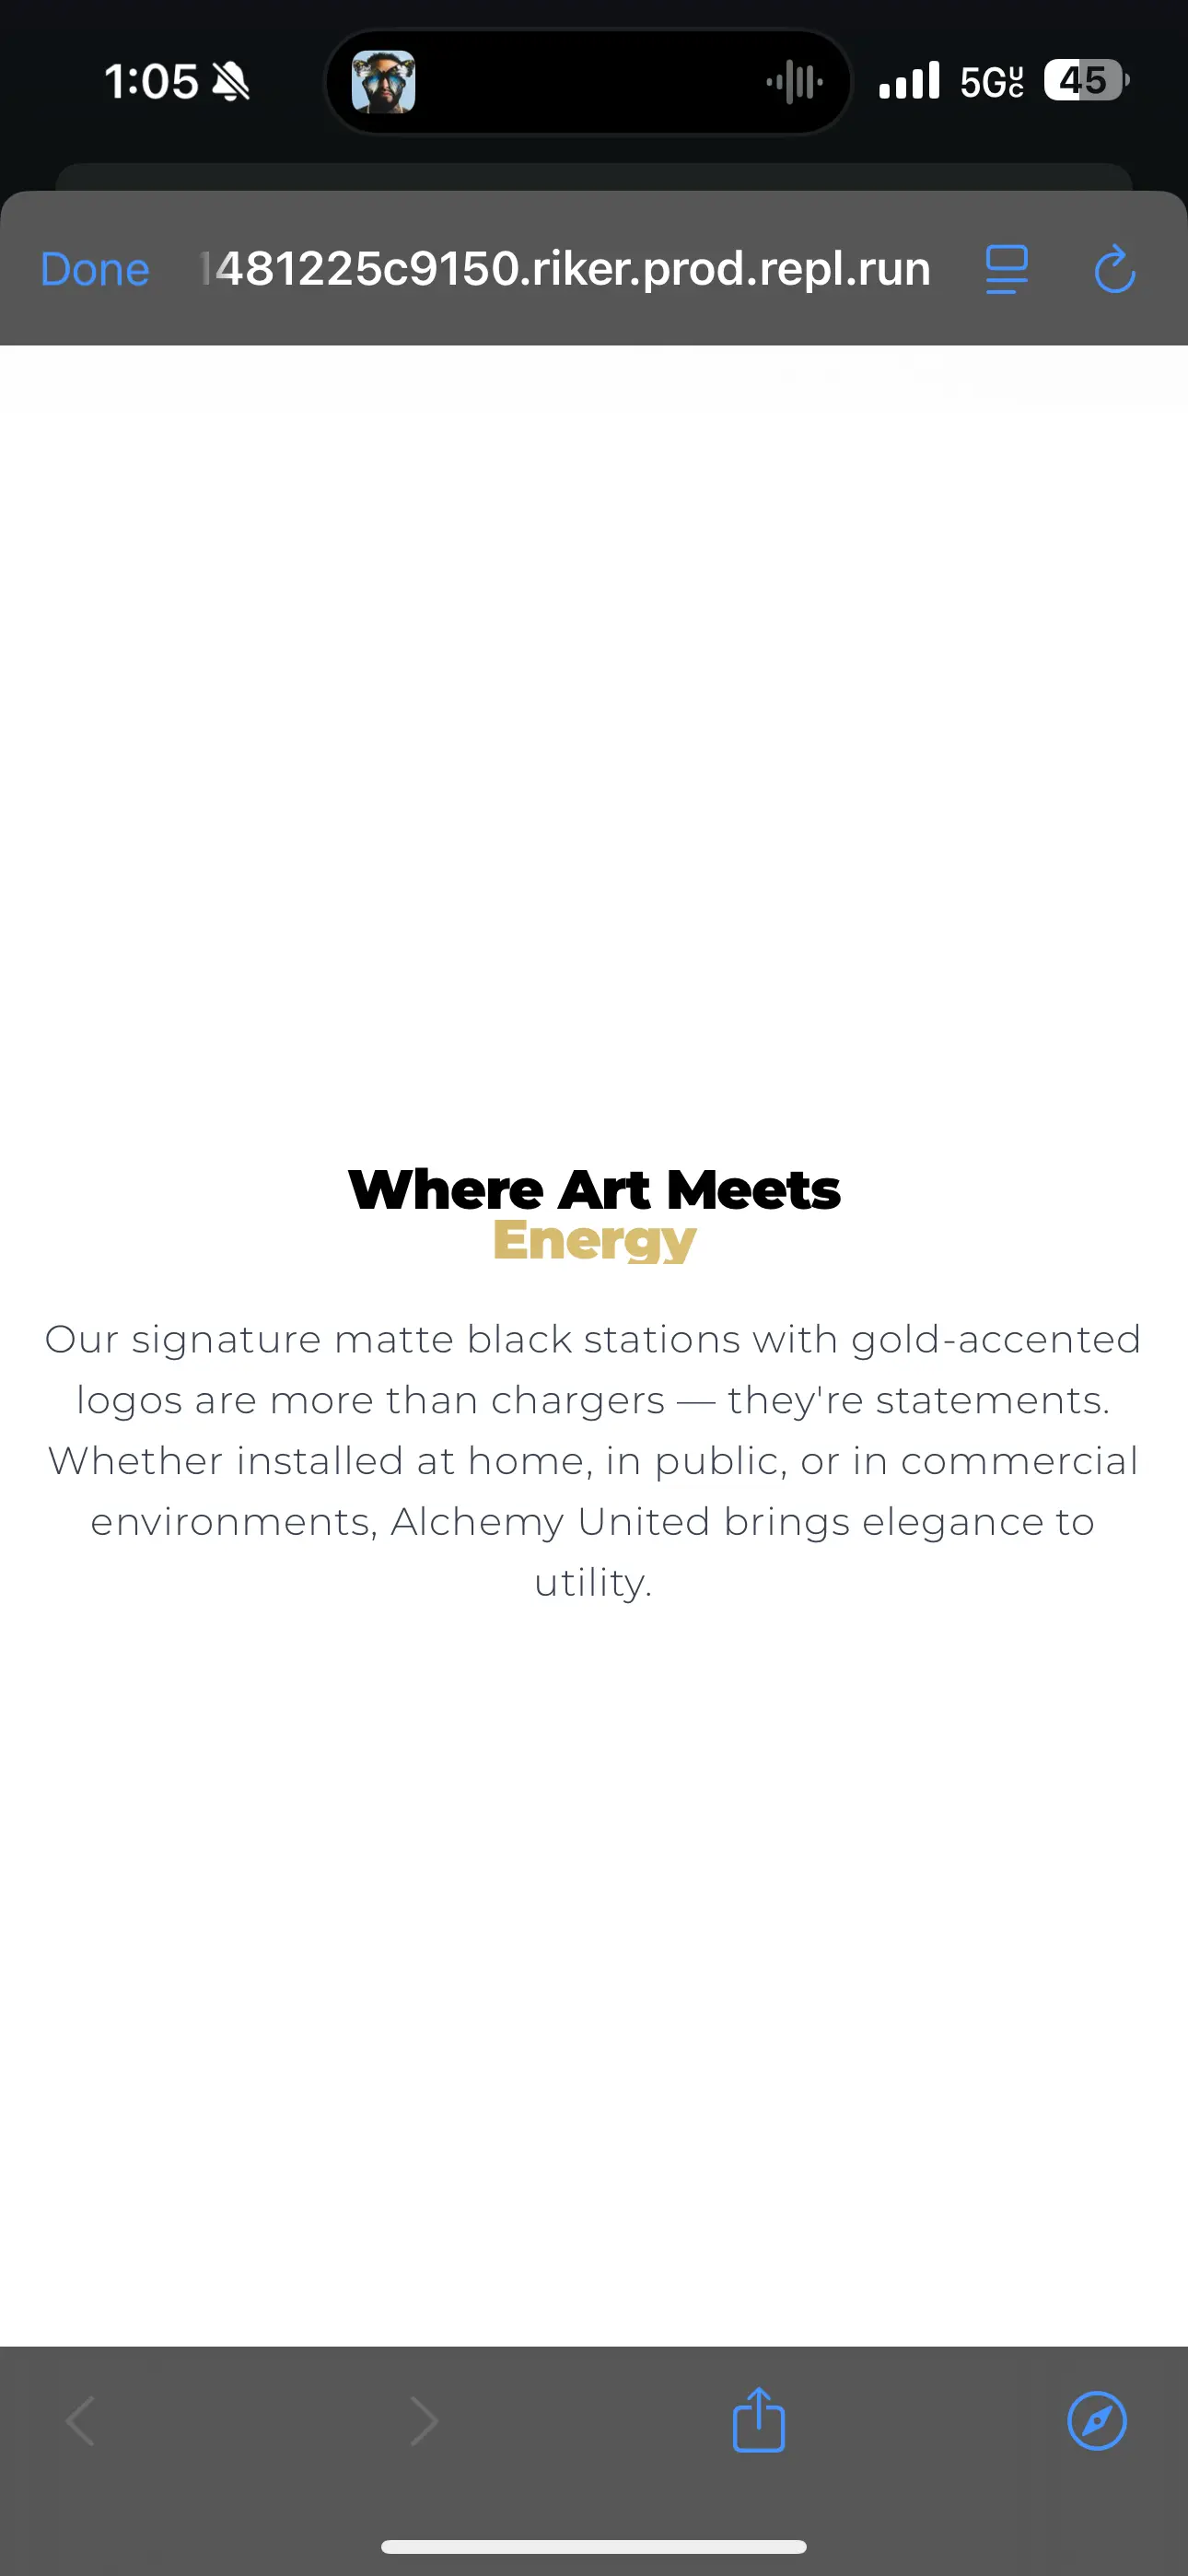 1:05
5G UC
45
Done
1481225c9150.riker.prod.repl.run
Where Art Meets
Energy
Our signature matte black stations with gold-accented
logos are more than chargers — they're statements.
Whether installed at home, in public, or in commercial
environments, Alchemy United brings elegance to
utility.